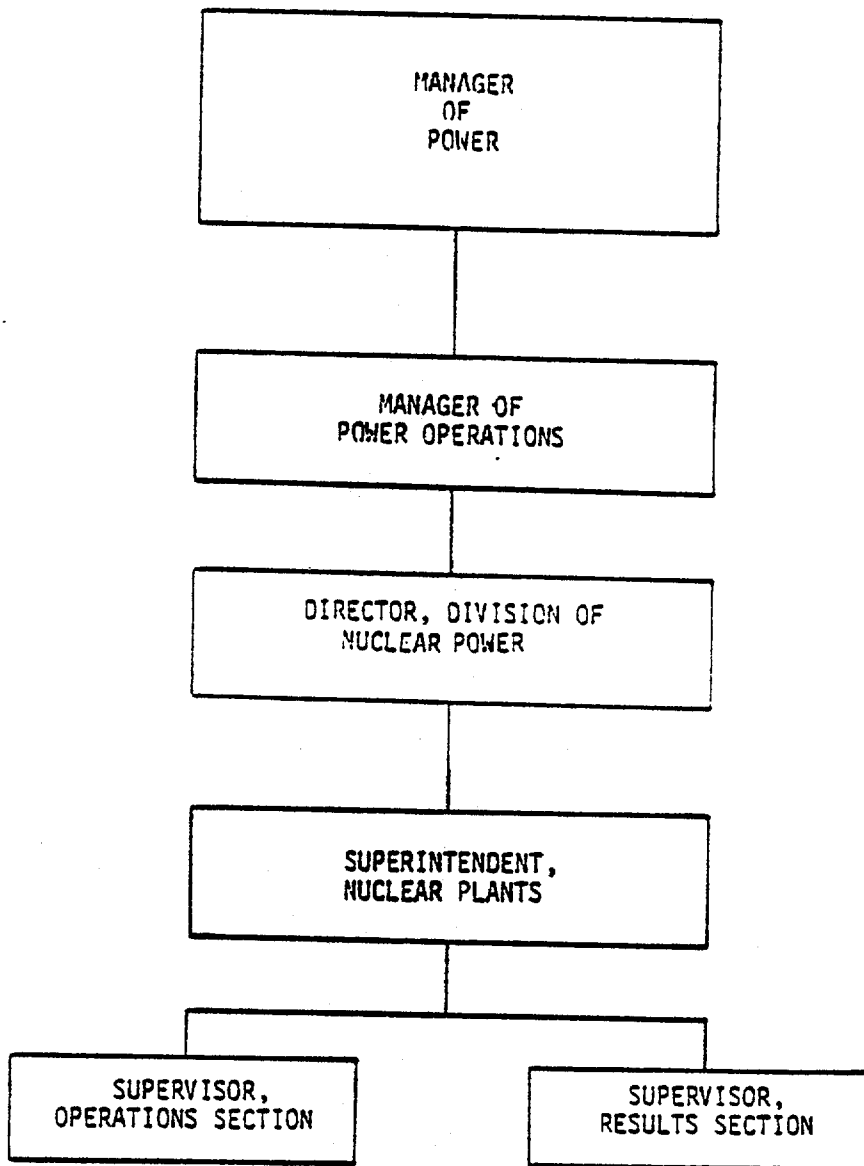 MANAGER
OF
POWER
MANAGER OF
POWER OPERATIONS
DIRECTOR, DIVISION OF
NUCLEAR POWER
SUPERINTENDENT,
NUCLEAR PLANTS
SUPERVISOR,
OPERATIONS SECTION
SUPERVISOR,
RESULTS SECTION